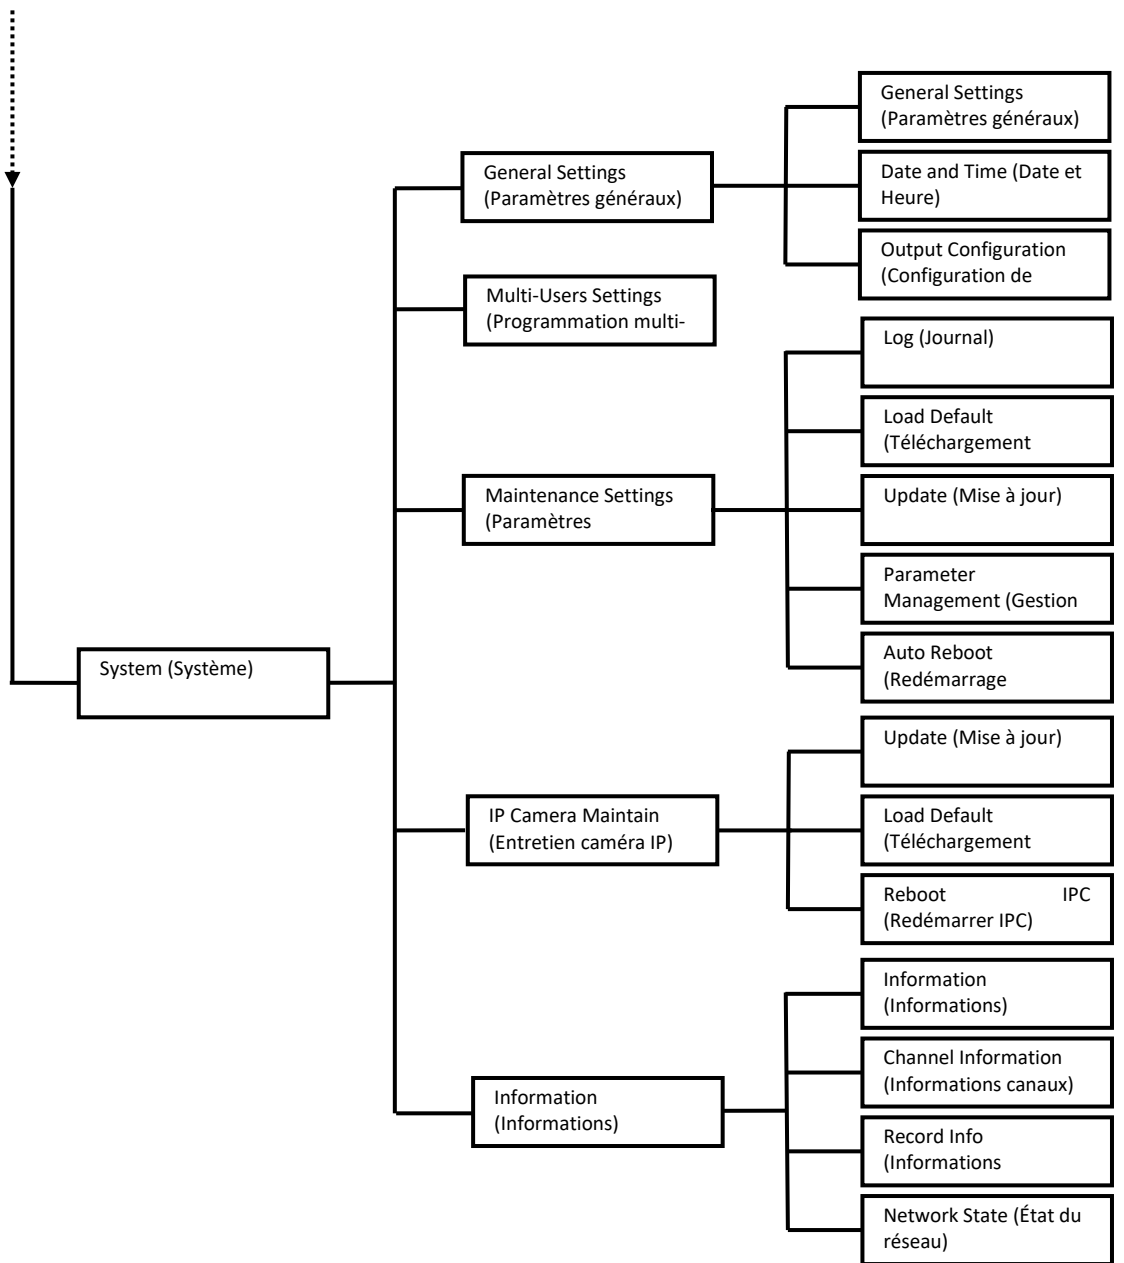 General Settings
(Paramètres généraux)
Date and Time (Date et
Heure)
Output Configuration
(Configuration de
General Settings
(Paramètres généraux)
Multi-Users Settings
(Programmation multi-
Log (Journal)
Load Default
(Téléchargement
Update (Mise à jour)
Parameter
Management (Gestion
Auto Reboot
(Redémarrage
Maintenance Settings
(Paramètres
System (Système)
Update (Mise à jour)
Load Default
(Téléchargement
Reboot IPC
(Redémarrer IPC)
IP Camera Maintain
(Entretien caméra IP)
Information
(Informations)
Channel Information
(Informations canaux)
Record Info
(Informations
Network State (État du
réseau)
Information
(Informations)